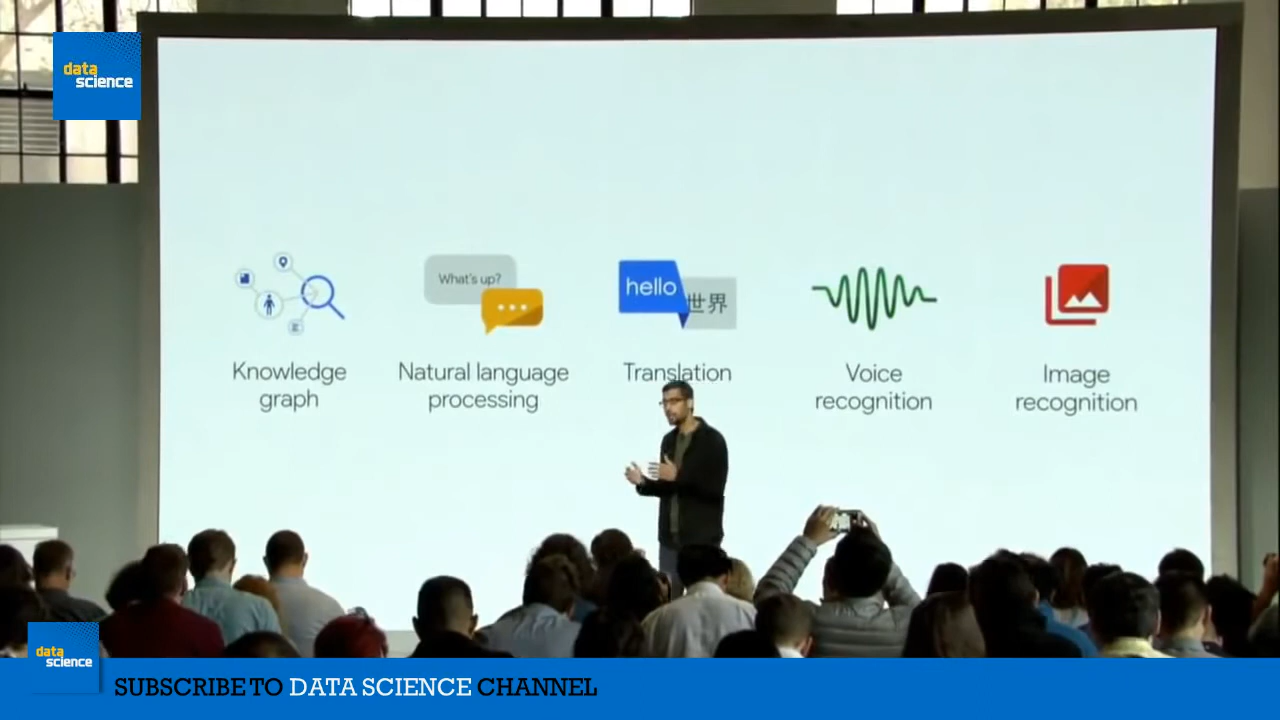 data
science
What's up?
hello
世界
Knowledge
graph
Natural language
processing
Translation
Voice
recognition
Image
recognition
data
science
SUBSCRIBE TO DATA SCIENCE CHANNEL